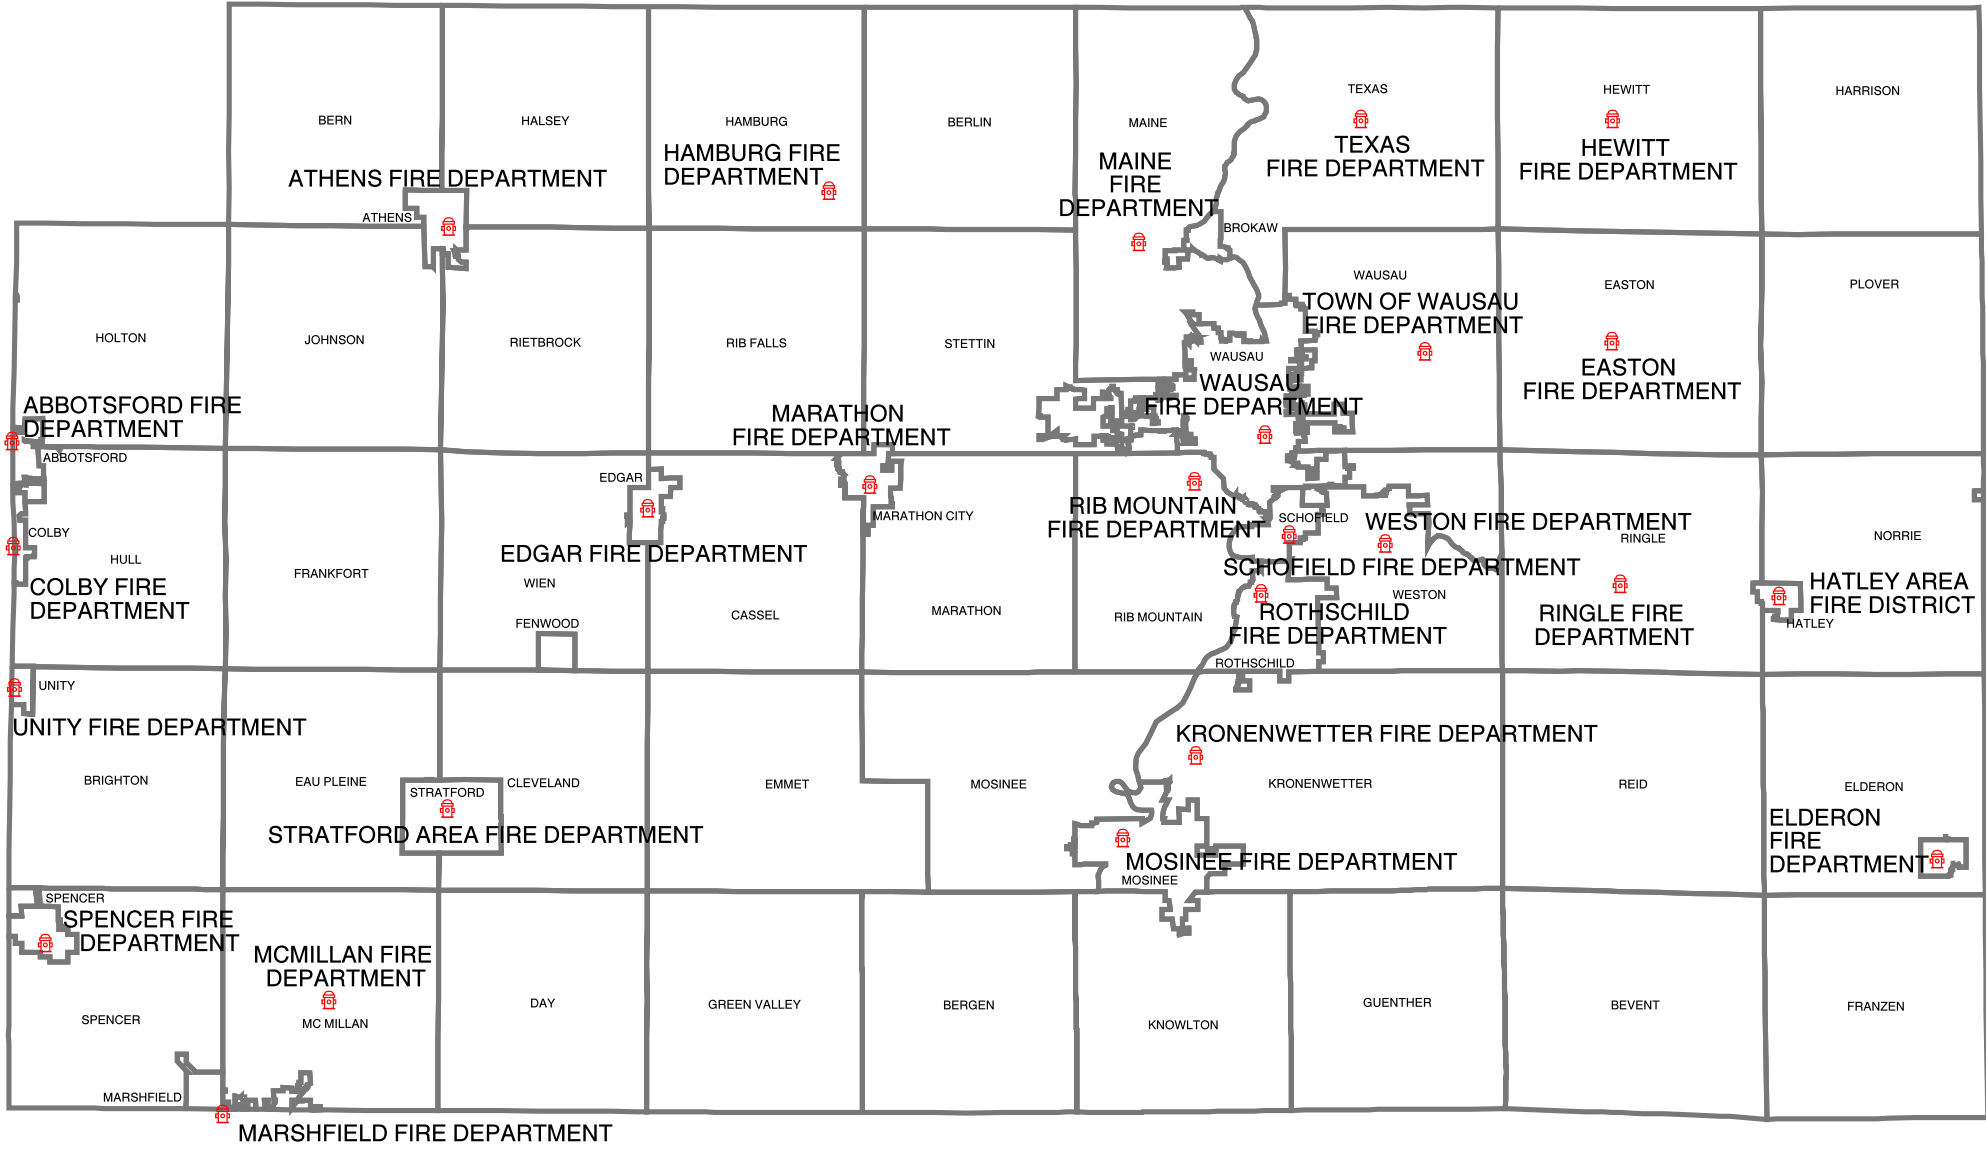 TEXAS
HEWITT
HARRISON
BERN
HALSEY
HAMBURG
BERLIN
MAINE
TEXAS
FIRE DEPARTMENT
HEWITT
FIRE DEPARTMENT
HAMBURG FIRE
DEPARTMENT
MAINE
FIRE
DEPARTMENT
ATHENS FIRE DEPARTMENT
ATHENS
BROKAW
WAUSAU
EASTON
PLOVER
TOWN OF WAUSAU
FIRE DEPARTMENT
HOLTON
JOHNSON
RIETBROCK
RIB FALLS
STETTIN
WAUSAU
WAUSAU
FIRE DEPARTMENT
EASTON
FIRE DEPARTMENT
ABBOTSFORD FIRE
DEPARTMENT
MARATHON
FIRE DEPARTMENT
ABBOTSFORD
EDGAR
RIB MOUNTAIN
FIRE DEPARTMENT
MARATHON CITY
SCHOFIELD
WESTON FIRE DEPARTMENT
COLBY
RINGLE
NORRIE
EDGAR FIRE DEPARTMENT
HULL
SCHOFIELD FIRE DEPARTMENT
FRANKFORT
WIEN
COLBY FIRE
DEPARTMENT
HATLEY AREA
FIRE DISTRICT
WESTON
CASSEL
MARATHON
RIB MOUNTAIN
ROTHSCHILD
FIRE DEPARTMENT
RINGLE FIRE
DEPARTMENT
HATLEY
FENWOOD
ROTHSCHILD
UNITY
UNITY FIRE DEPARTMENT
KRONENWETTER FIRE DEPARTMENT
BRIGHTON
EAU PLEINE
CLEVELAND
EMMET
MOSINEE
KRONENWETTER
REID
ELDERON
STRATFORD
STRATFORD AREA FIRE DEPARTMENT
ELDERON
FIRE
DEPARTMENT
MOSINEE FIRE DEPARTMENT
MOSINEE
SPENCER
SPENCER FIRE
DEPARTMENT
MCMILLAN FIRE
DEPARTMENT
SPENCER
MC MILLAN
DAY
GREEN VALLEY
BERGEN
KNOWLTON
GUENTHER
BEVENT
FRANZEN
MARSHFIELD
MARSHFIELD FIRE DEPARTMENT